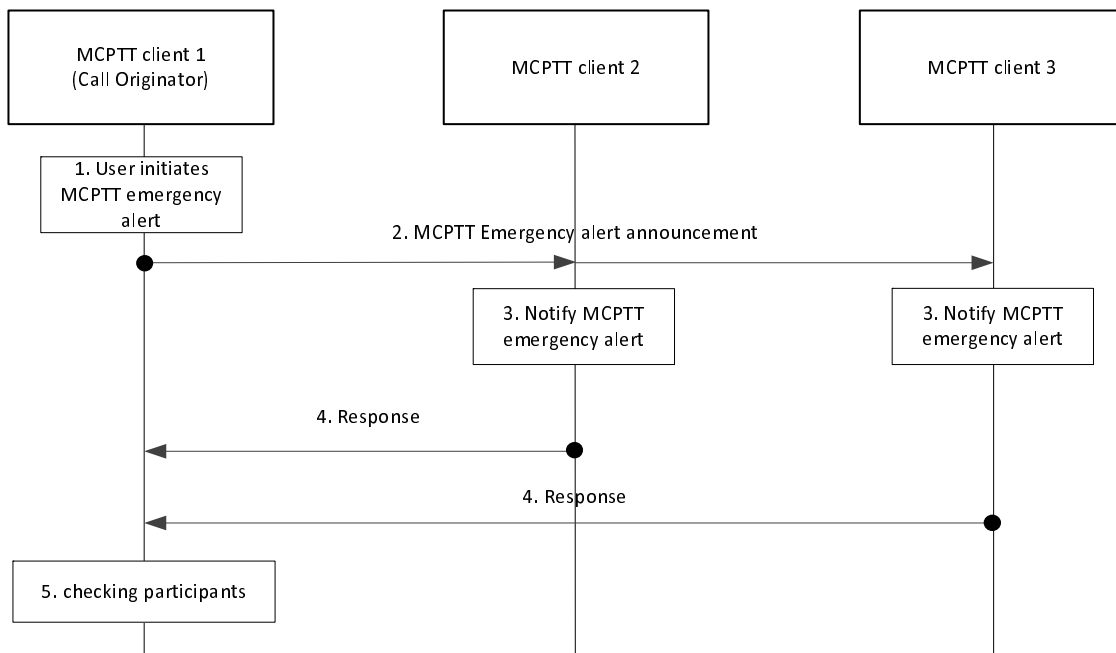 MCPTT client 1
(Call Originator)
MCPTT client 2
MCPTT client 3
1. User initiates
MCPTT emergency
alert
2. MCPTT Emergency alert announcement
3. Notify MCPTT
emergency alert
3. Notify MCPTT
emergency alert
4. Response
4. Response
5. checking participants